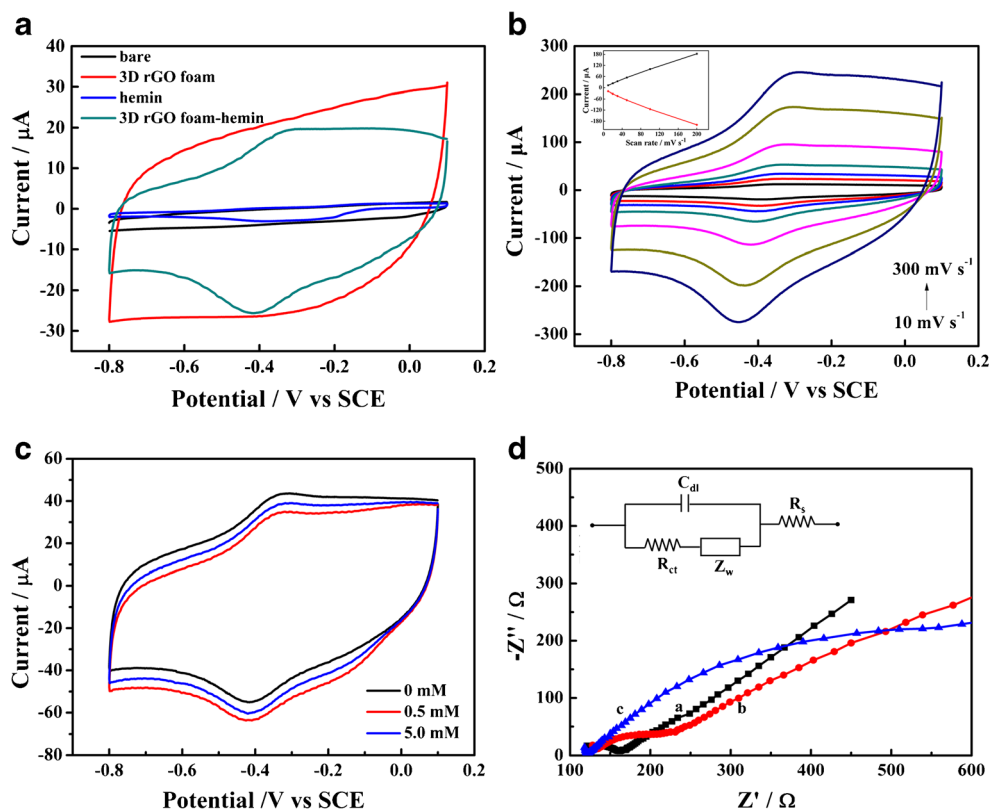 a
bare
3D rGO foam
hemin
3D rGO foam-hemin
40
30
20
10
0
-10
-20
-30
-0.8
-0.6
-0.4
-0.2
0.0
0.2
Current / μA
Potential / V vs SCE
b
300
200
100
0
-100
-200
-300
-0.8
-0.6
-0.4
-0.2
0.0
0.2
Current / μA
Potential / V vs SCE
180
120
60
0
-60
-120
-180
0
40
80
120
160
200
Current / μA
Scan rate/ mV s-1
300 mV s-1
10 mV s-1
c
80
60
40
20
0
-20
-40
-60
-80
-0.8
-0.6
-0.4
-0.2
0.0
0.2
Current / μA
Potential /V vs SCE
0 mM
0.5 mM
5.0 mM
d
500
400
300
200
100
0
100
200
300
400
500
600
-Z'' / Ω
Z' / Ω
Cdl
Rs
Rct
Zw
c
a
b